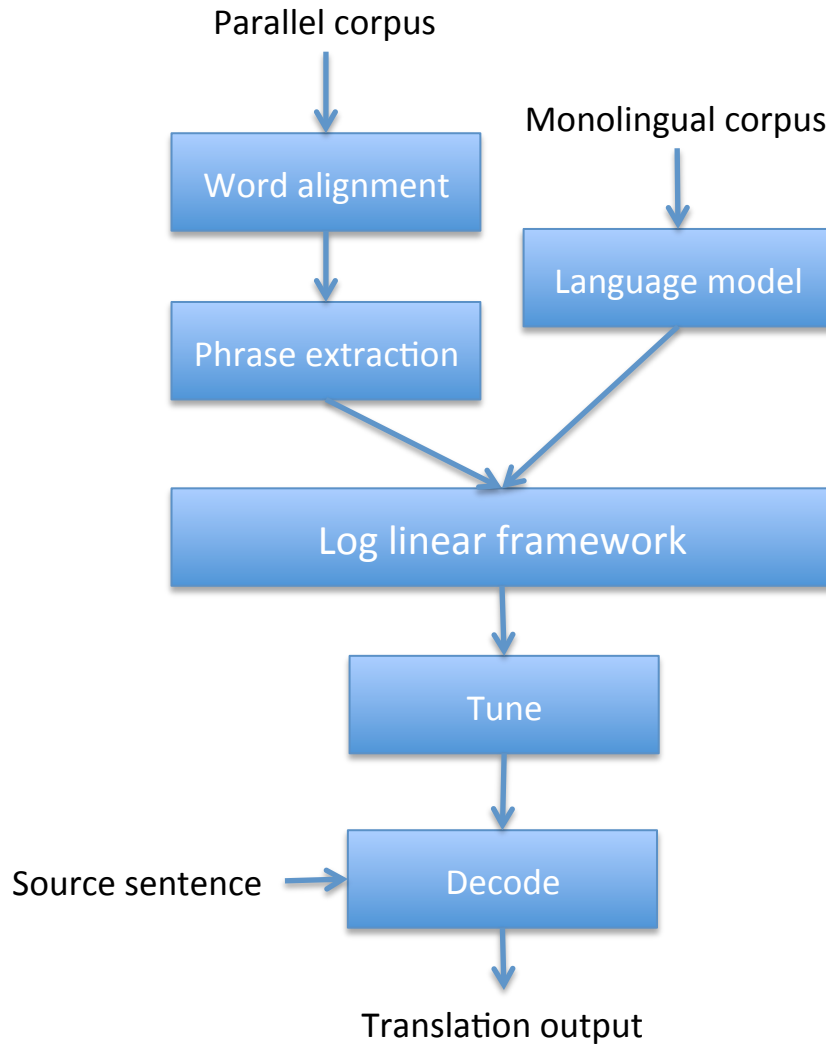 Parallel corpus
Monolingual corpus
Word alignment
Language model
Phrase extraction
Log linear framework
Tune
Source sentence
Decode
Translation output